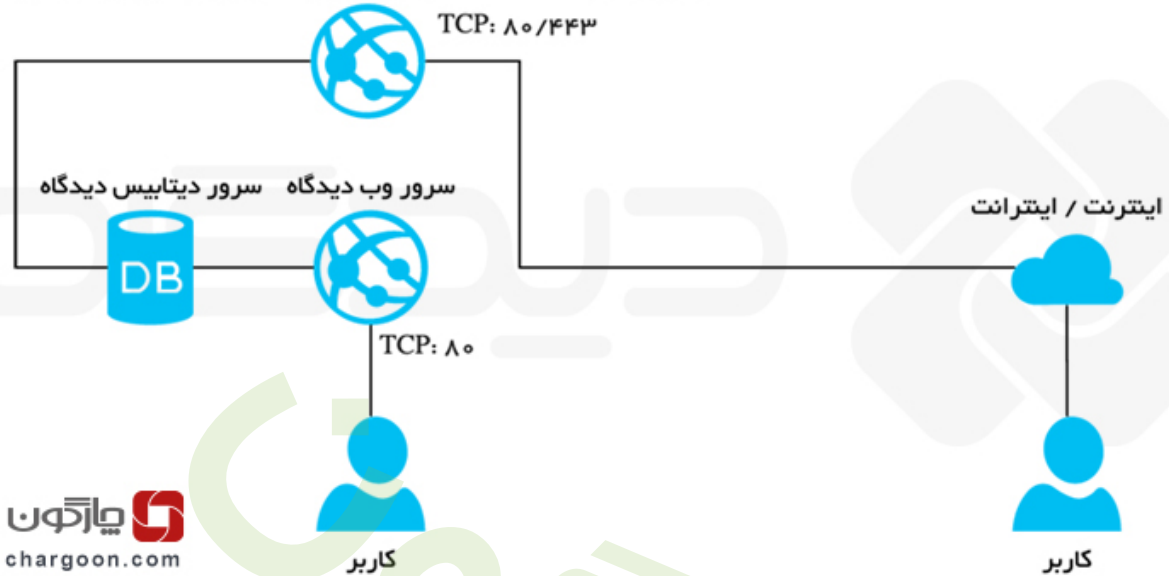 TCP: ۸۰/۴۴۳
سرور وب دیدگاه
سرور دیتابیس دیدگاه
اینترنت / اینترانت
DB
TCP: ۸۰
کاربر
کاربر
چارگون
chargoon.com
دیدگاه